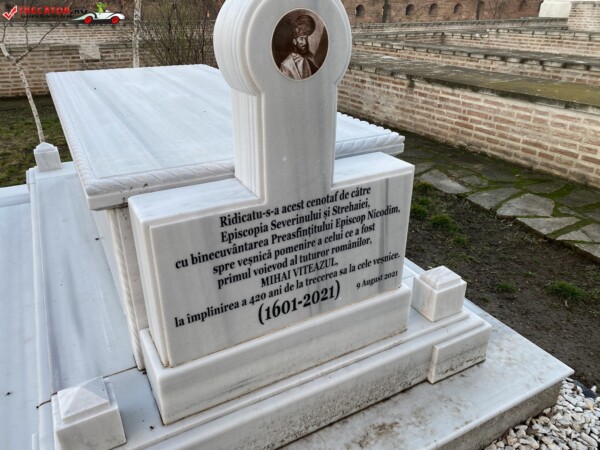 Ridicatu-s-a acest cenotaf de către
Episcopia Severinului și Strehaiei,
cu binecuvântarea Preasfințitului Episcop Nicodim,
spre veșnică pomenire a celui ce a fost
primul voievod al tuturor românilor,
MIHAI VITEAZUL,
la împlinirea a 420 ani de la trecerea sa la cele veșnice.
(1601-2021)
9 August 2021